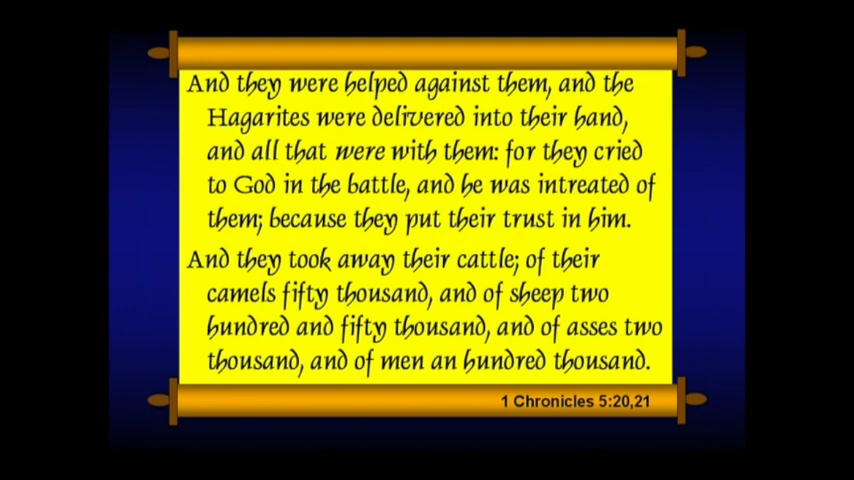 And they were helped against them, and the
Hagarites were delivered into their hand,
and all that were with them: for they cried
to God in the battle, and he was intreated of
them; because they put their trust in him.
And they took away their cattle; of their
camels fifty thousand, and of sheep two
hundred and fifty thousand, and of asses two
thousand, and of men an hundred thousand.
1 Chronicles 5:20,21